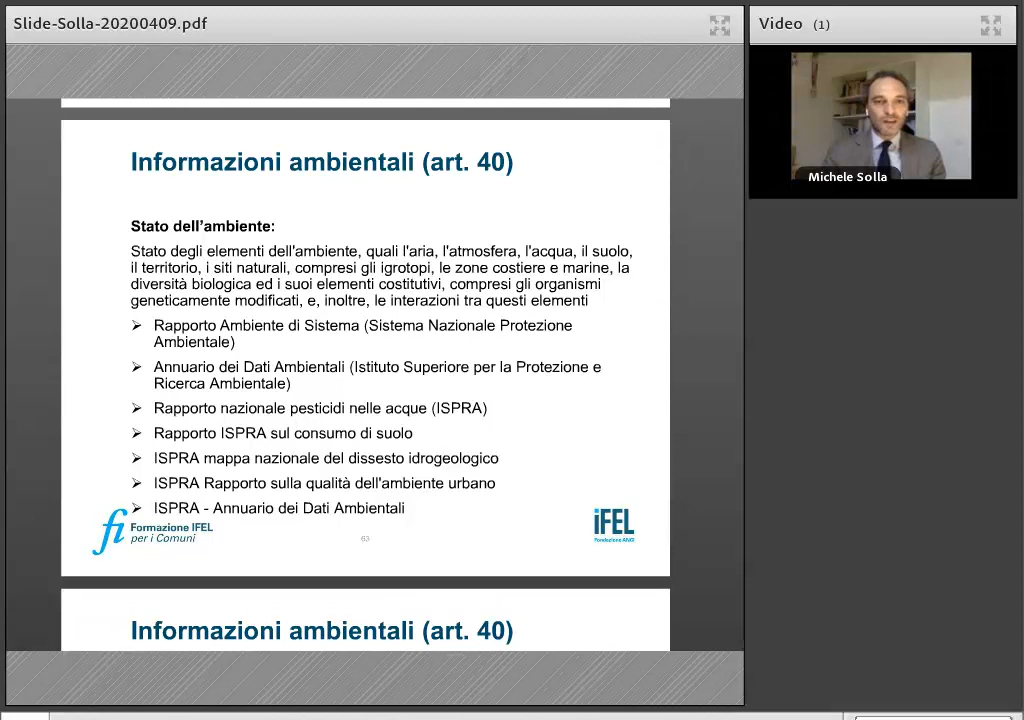 Slide-Solla-20200409.pdf
Video (1)
Michele Solla
Informazioni ambientali (art. 40)
Stato dell’ambiente:
Stato degli elementi dell'ambiente, quali l'aria, l'atmosfera, l'acqua, il suolo,
il territorio, i siti naturali, compresi gli igrotopi, le zone costiere e marine, la
diversità biologica ed i suoi elementi costitutivi, compresi gli organismi
geneticamente modificati, e, inoltre, le interazioni tra questi elementi
➢ Rapporto Ambiente di Sistema (Sistema Nazionale Protezione
Ambientale)
➢ Annuario dei Dati Ambientali (Istituto Superiore per la Protezione e
Ricerca Ambientale)
➢ Rapporto nazionale pesticidi nelle acque (ISPRA)
➢ Rapporto ISPRA sul consumo di suolo
➢ ISPRA mappa nazionale del dissesto idrogeologico
➢ ISPRA Rapporto sulla qualità dell'ambiente urbano
➢ ISPRA - Annuario dei Dati Ambientali
fi Formazione IFEL
per i Comuni
63
iFEL
Fondazione ANCI
Informazioni ambientali (art. 40)